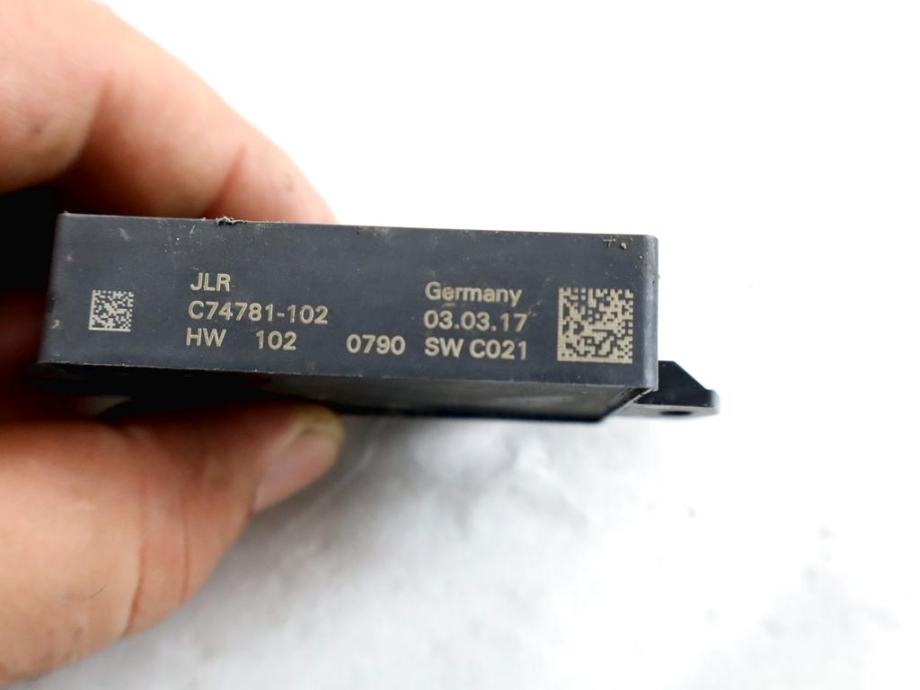 JLR
C74781-102
HW 102 0790
Germany
03.03.17
SW C021